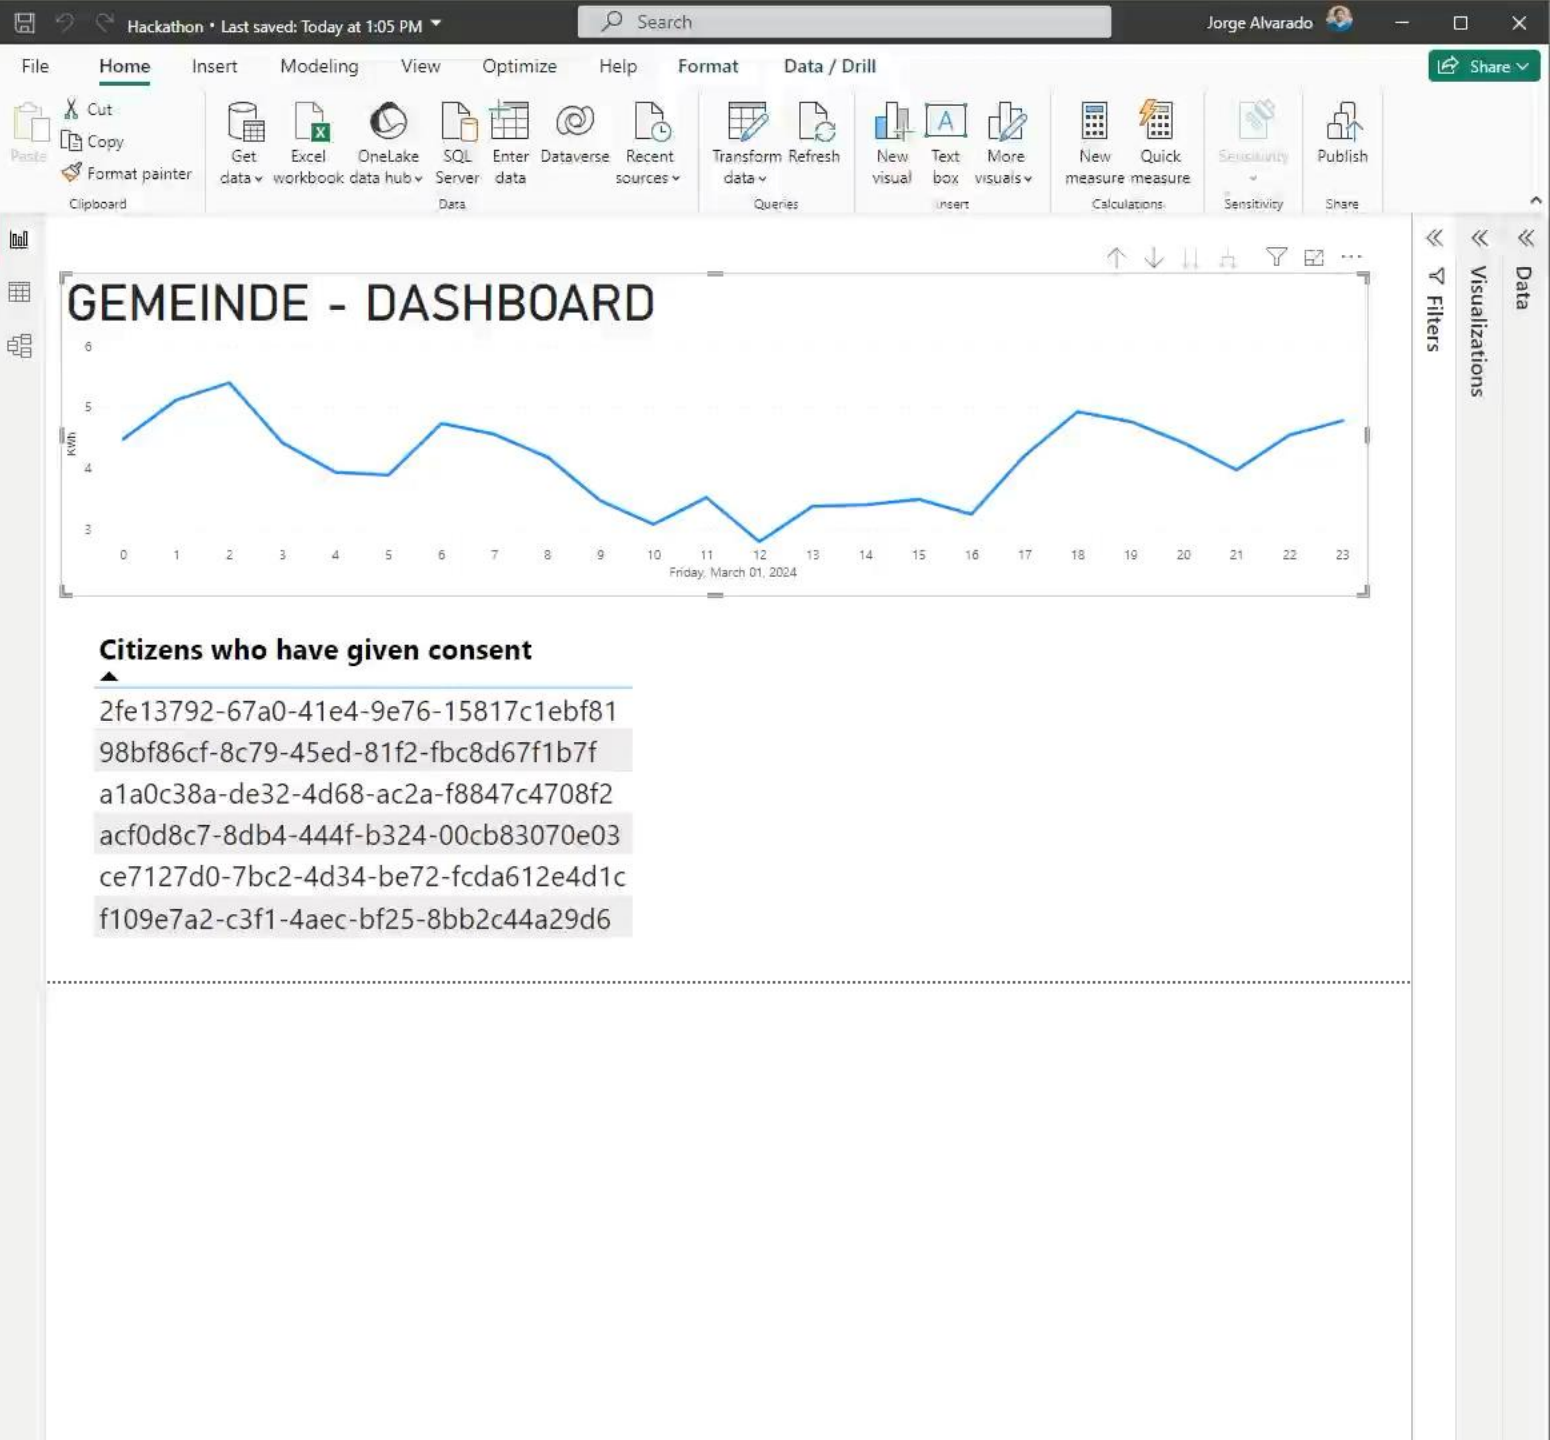 Hackathon • Last saved: Today at 1:05 PM
Search
Jorge Alvarado
File Home Insert Modeling View Optimize Help Format Data / Drill
Share
Paste
Cut
Copy
Format painter
Clipboard
Get data
Excel workbook
OneLake data hub
SQL Server
Enter data
Dataverse
Recent sources
Data
Transform data
Refresh
Queries
New visual
Text box
More visuals
Insert
New measure
Quick measure
Calculations
Sensitivity
Sensitivity
Publish
Share
Filters
Visualizations
Data
GEMEINDE - DASHBOARD
6
5
4
3
KWh
0 1 2 3 4 5 6 7 8 9 10 11 12 13 14 15 16 17 18 19 20 21 22 23
Friday, March 01, 2024
Citizens who have given consent
2fe13792-67a0-41e4-9e76-15817c1ebf81
98bf86cf-8c79-45ed-81f2-fbc8d67f1b7f
a1a0c38a-de32-4d68-ac2a-f8847c4708f2
acf0d8c7-8db4-444f-b324-00cb83070e03
ce7127d0-7bc2-4d34-be72-fcda612e4d1c
f109e7a2-c3f1-4aec-bf25-8bb2c44a29d6